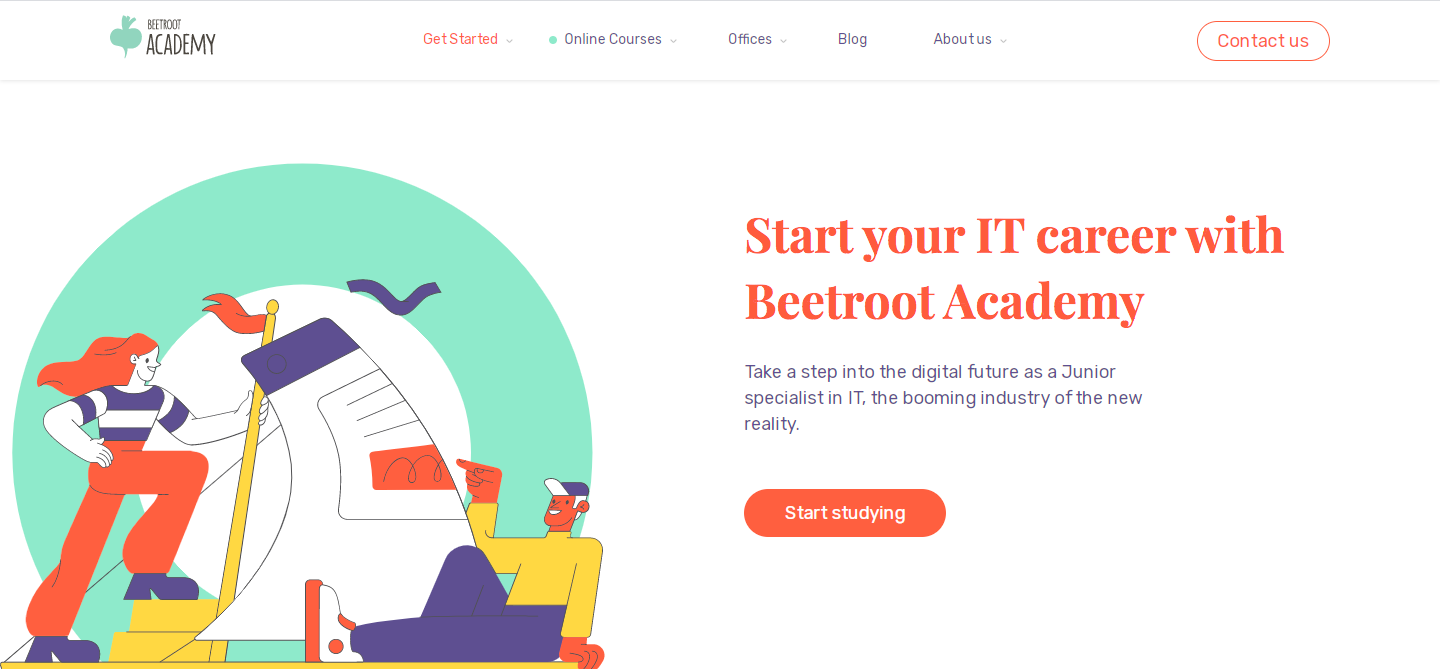 BEETROOT
ACADEMY
Get Started
Online Courses
Offices
Blog
About us
Contact us
Start your IT career with
Beetroot Academy
Take a step into the digital future as a Junior
specialist in IT, the booming industry of the new
reality.
Start studying